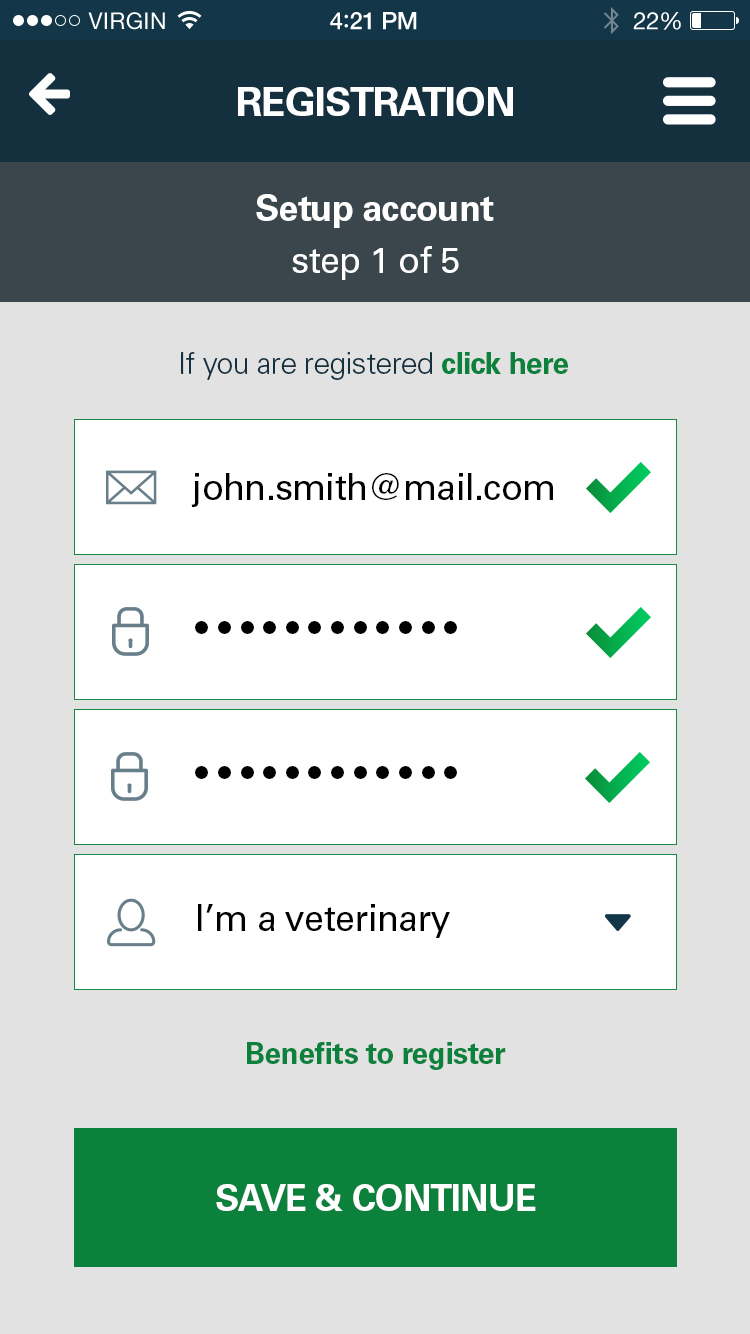 VIRGIN 4:21 PM 22%
REGISTRATION
Setup account
step 1 of 5
If you are registered click here
john.smith@mail.com
••••••••••••
••••••••••••
I’m a veterinary
Benefits to register
SAVE & CONTINUE